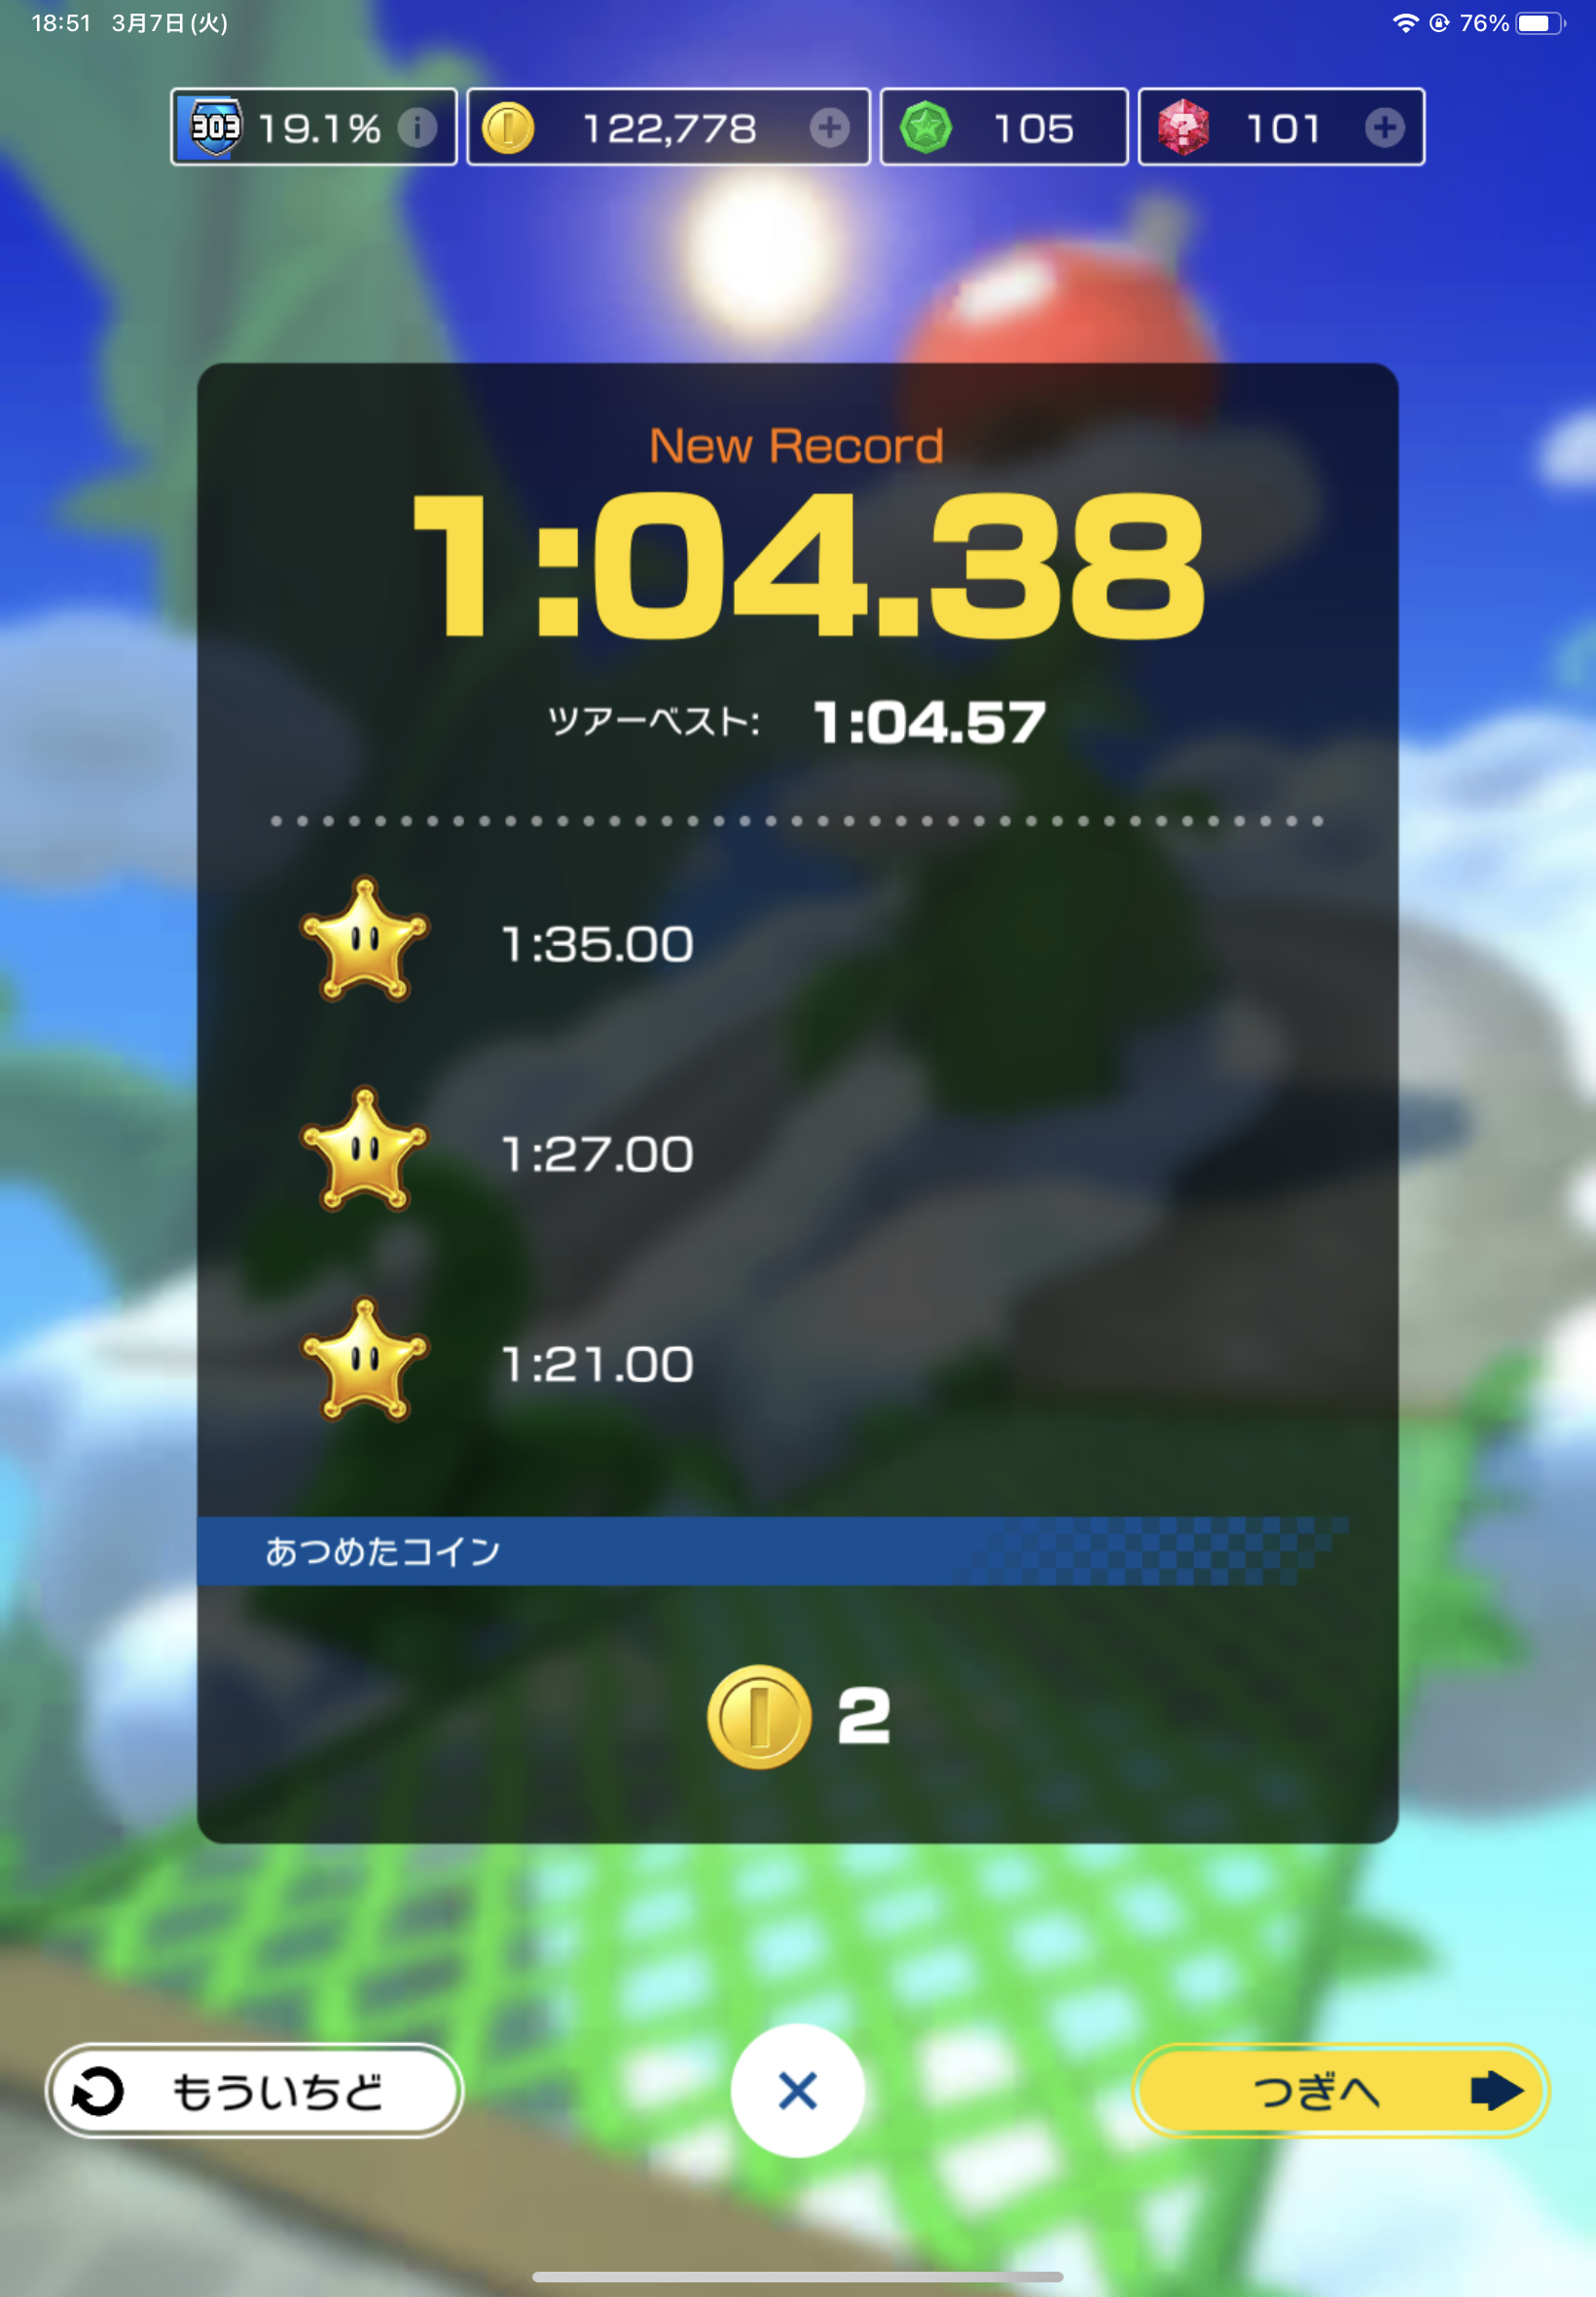 18:51 3月7日(火) 76%
303 19.1% i 122,778 + 105 ? 101 +
New Record
1:04.38
ツアーベスト: 1:04.57
1:35.00
1:27.00
1:21.00
あつめたコイン
2
もういちど × つぎへ